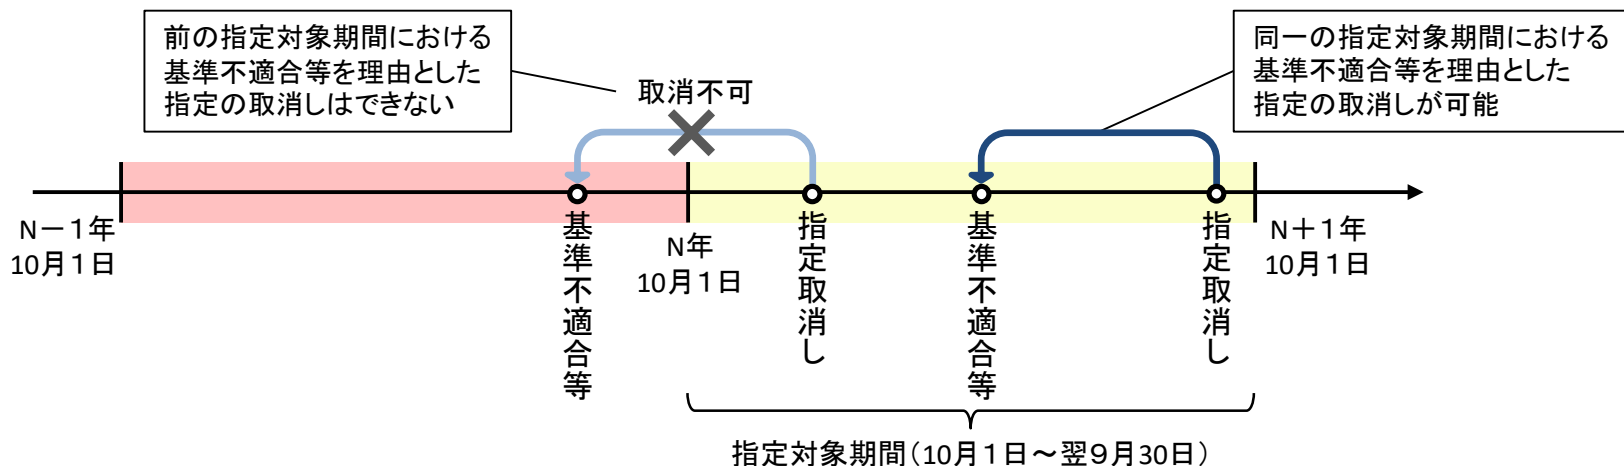 前の指定対象期間における
基準不適合等を理由とした
指定の取消しはできない
取消不可
同一の指定対象期間における
基準不適合等を理由とした
指定の取消しが可能
N－１年
10月１日
基準不適合等
N年
10月１日
指定取消し
基準不適合等
指定取消し
N＋１年
10月１日
指定対象期間（10月１日～翌９月30日）